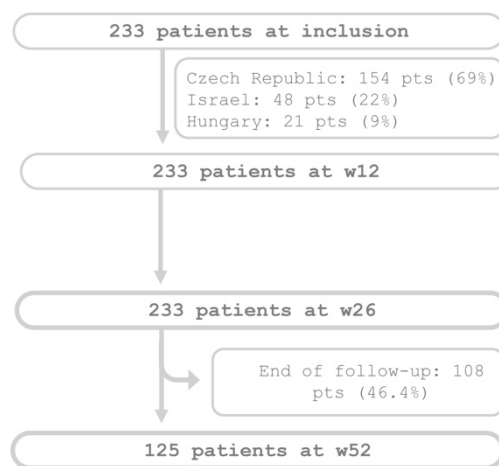 233 patients at inclusion
Czech Republic: 154 pts (69%)
Israel: 48 pts (22%)
Hungary: 21 pts (9%)
233 patients at w12
233 patients at w26
End of follow-up: 108
pts (46.4%)
125 patients at w52